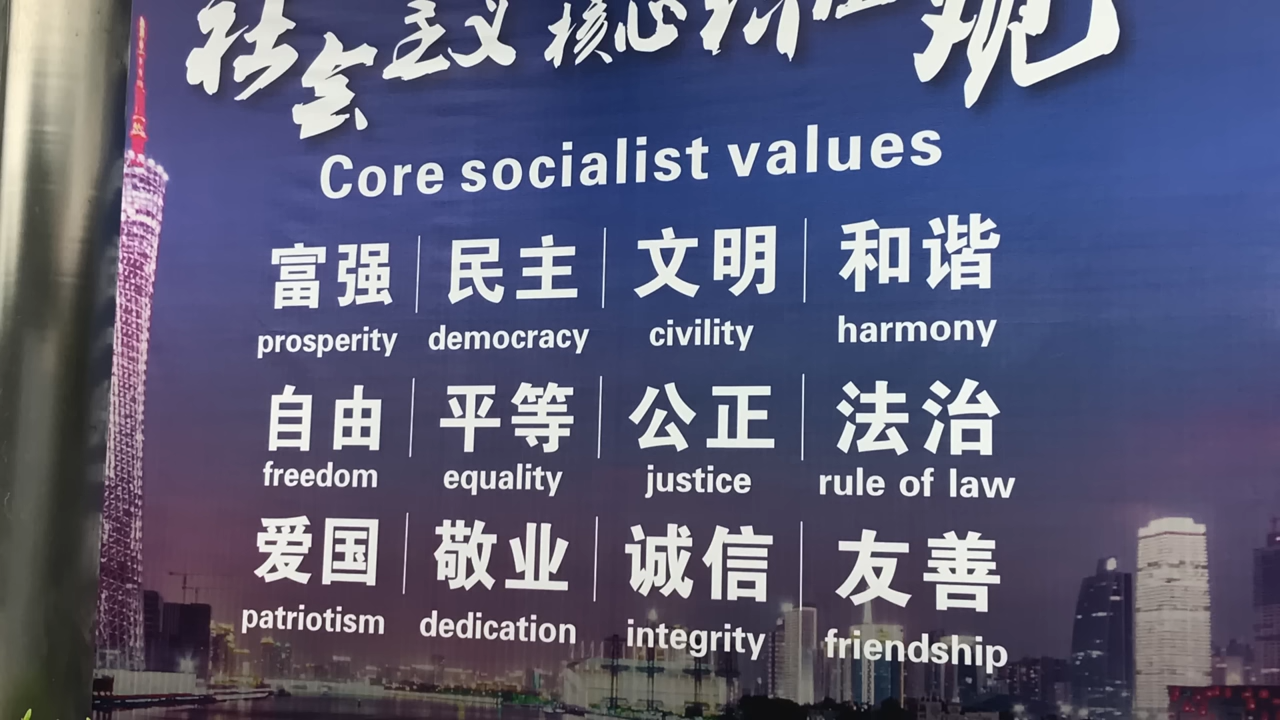 社会主义核心价值观
Core socialist values
富强 民主 文明 和谐
prosperity democracy civility harmony
自由 平等 公正 法治
freedom equality justice rule of law
爱国 敬业 诚信 友善
patriotism dedication integrity friendship